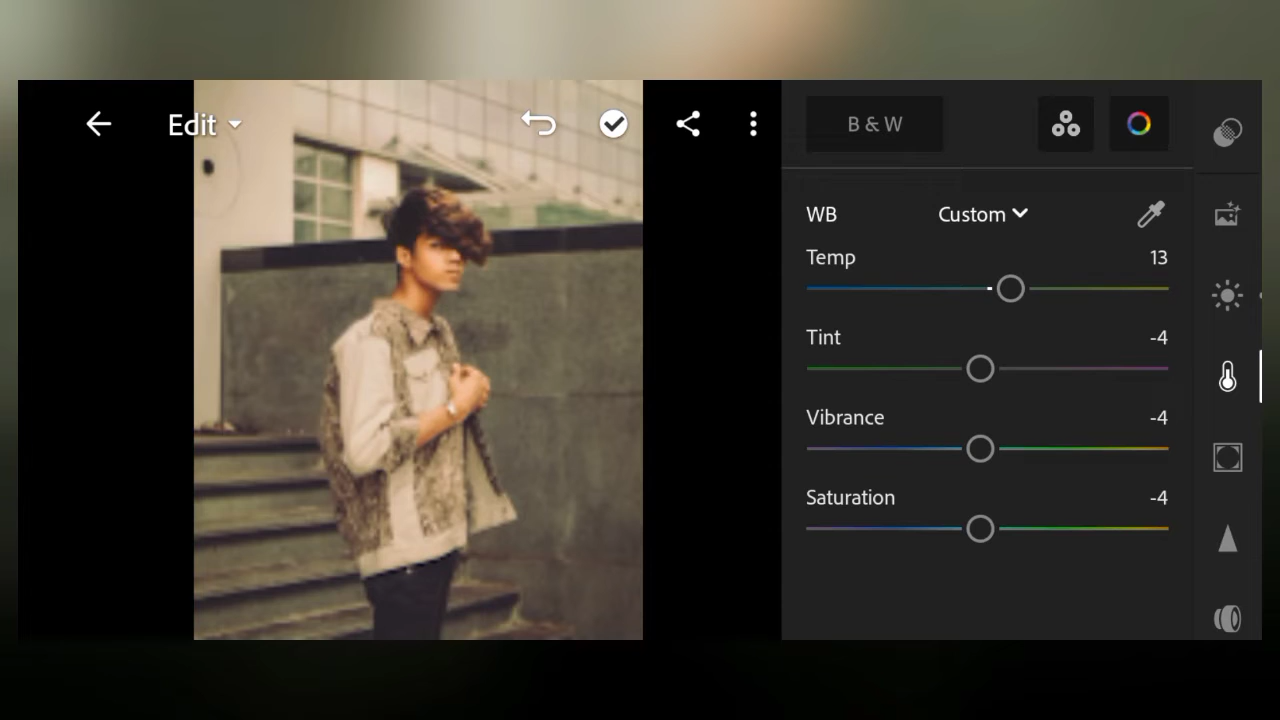 Edit
B & W
WB Custom
Temp 13
Tint -4
Vibrance -4
Saturation -4